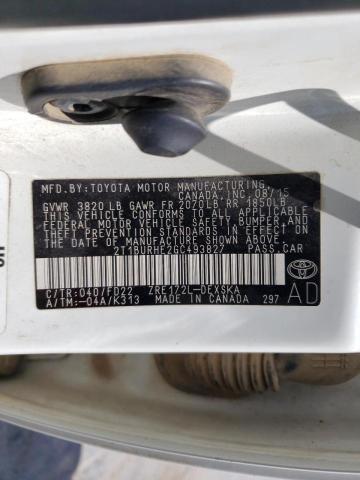 MFD.BY:TOYOTA MOTOR MANUFACTURING
CANADA, INC. 08/15
GVWR 3820 LB GAWR FR 2020LB RR 1850LB
THIS VEHICLE CONFORMS TO ALL APPLICABLE
FEDERAL MOTOR VEHICLE SAFETY, BUMPER, AND
THEFT PREVENTION STANDARDS IN EFFECT ON
THE DATE OF MANUFACTURE SHOWN ABOVE.
2T1BURHE2GC493827 PASS.CAR
C/TR:040/FD22 ZRE172L-DEXSKA
A/TM:-04A/K313 MADE IN CANADA 297
TOYOTA
AD